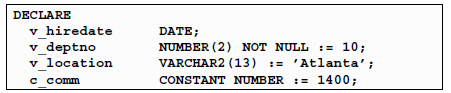 DECLARE
v_hiredate DATE;
v_deptno NUMBER(2) NOT NULL := 10;
v_location VARCHAR2(13) := 'Atlanta';
c_comm CONSTANT NUMBER := 1400;